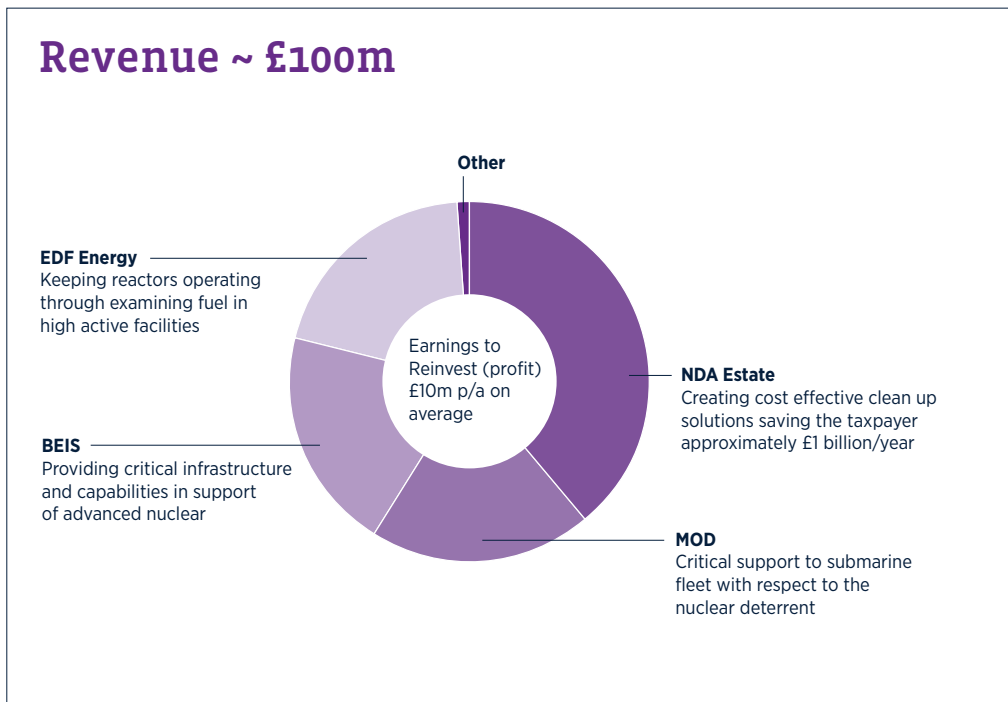 Revenue ~ £100m
Other
EDF Energy
Keeping reactors operating
through examining fuel in
high active facilities
Earnings to
Reinvest (profit)
£10m p/a on
average
NDA Estate
Creating cost effective clean up
solutions saving the taxpayer
approximately £1 billion/year
BEIS
Providing critical infrastructure
and capabilities in support
of advanced nuclear
MOD
Critical support to submarine
fleet with respect to the
nuclear deterrent